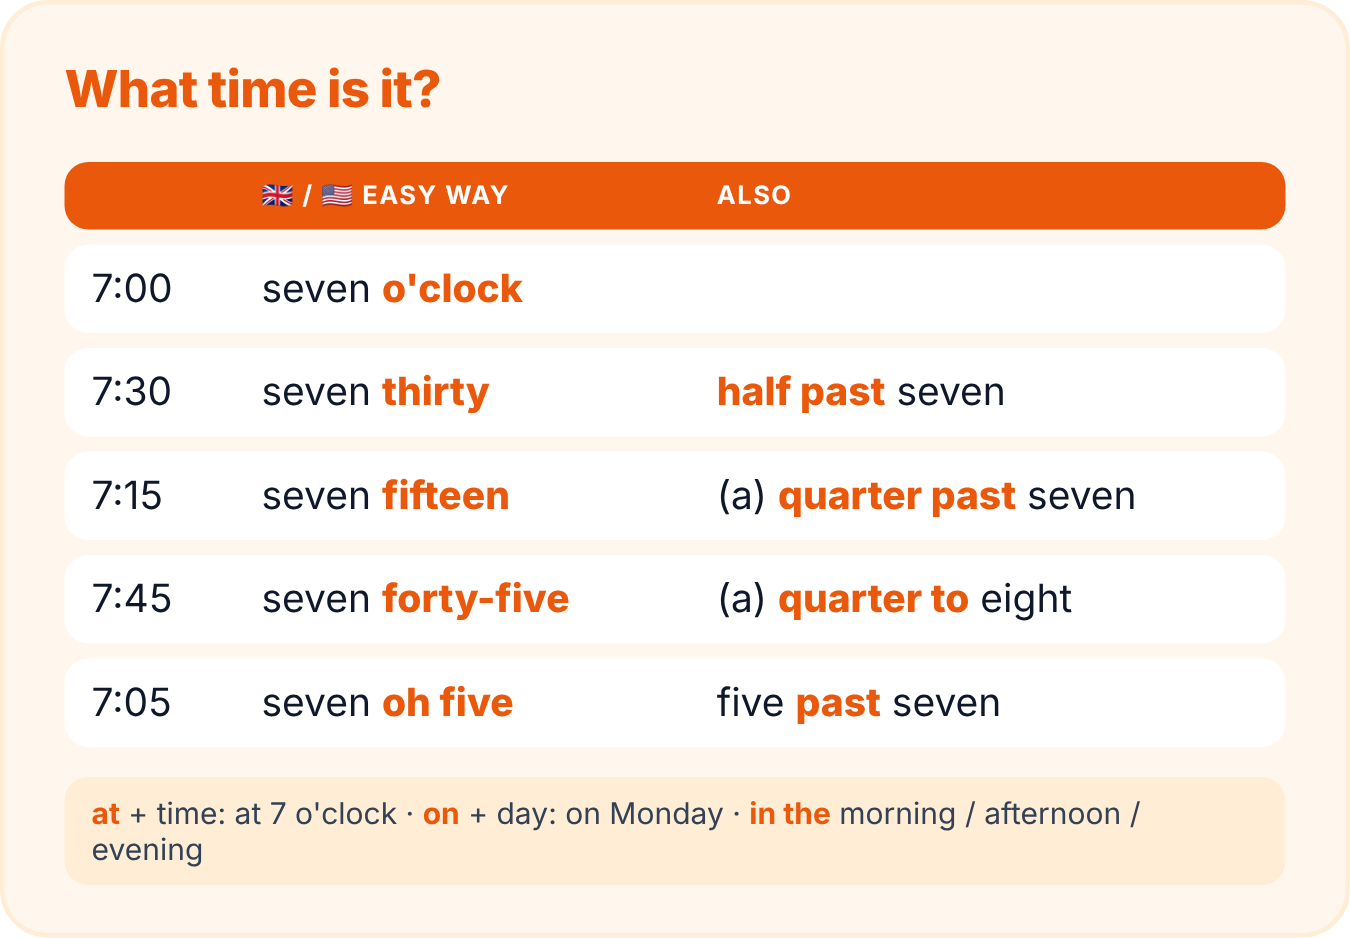 What time is it?
🇬🇧 / 🇺🇸 EASY WAY ALSO
7:00 seven o'clock
7:30 seven thirty half past seven
7:15 seven fifteen (a) quarter past seven
7:45 seven forty-five (a) quarter to eight
7:05 seven oh five five past seven
at + time: at 7 o'clock · on + day: on Monday · in the morning / afternoon /
evening